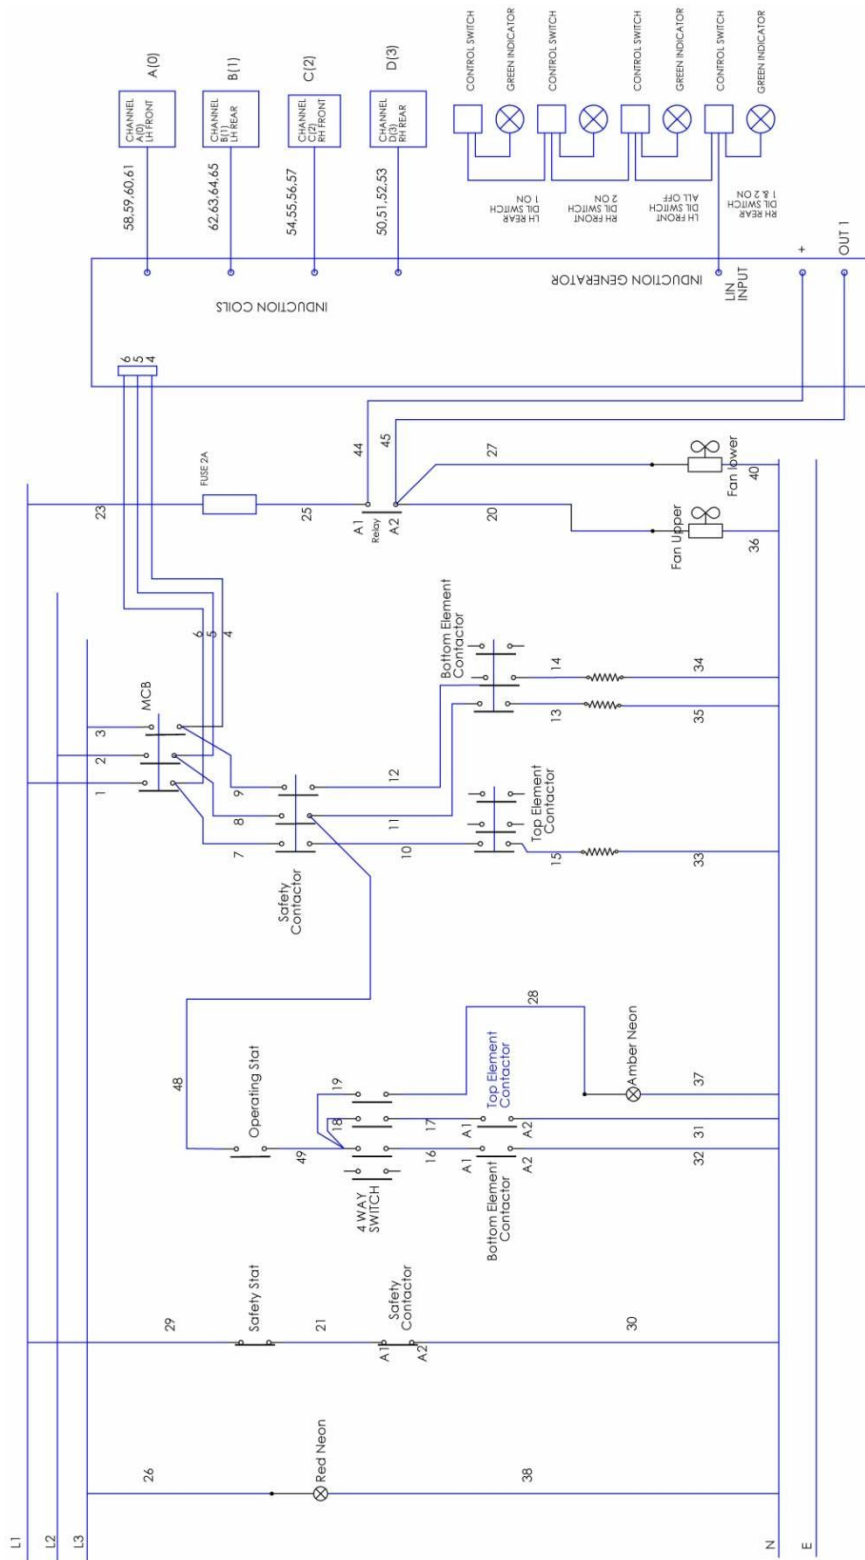 L1
L2
L3
N
E
26
Red Neon
38
29
Safety Stat
21
A1
A2
Safety
Contactor
30
48
Operating Stat
49
18
19
4 WAY
SWITCH
16
17
28
A1
A2
Bottom Element
Contactor
A1
A2
Top Element
Contactor
Amber Neon
32
31
37
1
2
3
MCB
6
5
4
7
8
9
Safety
Contactor
10
11
12
Top Element
Contactor
Bottom Element
Contactor
15
13
14
33
35
34
23
FUSE 2A
25
A1
Relay
A2
44
45
20
27
Fan Upper
Fan lower
36
40
6
5
4
INDUCTION COILS
INDUCTION GENERATOR
LIN
INPUT
+
OUT 1
58,59,60,61
CHANNEL
A(0)
LH FRONT
A(0)
62,63,64,65
CHANNEL
B(1)
LH REAR
B(1)
54,55,56,57
CHANNEL
C(2)
RH FRONT
C(2)
50,51,52,53
CHANNEL
D(3)
RH REAR
D(3)
CONTROL SWITCH
GREEN INDICATOR
LH REAR
DIL SWITCH
1 ON
CONTROL SWITCH
GREEN INDICATOR
RH FRONT
DIL SWITCH
2 ON
CONTROL SWITCH
GREEN INDICATOR
LH FRONT
DIL SWITCH
ALL OFF
CONTROL SWITCH
GREEN INDICATOR
RH REAR
DIL SWITCH
1 & 2 ON